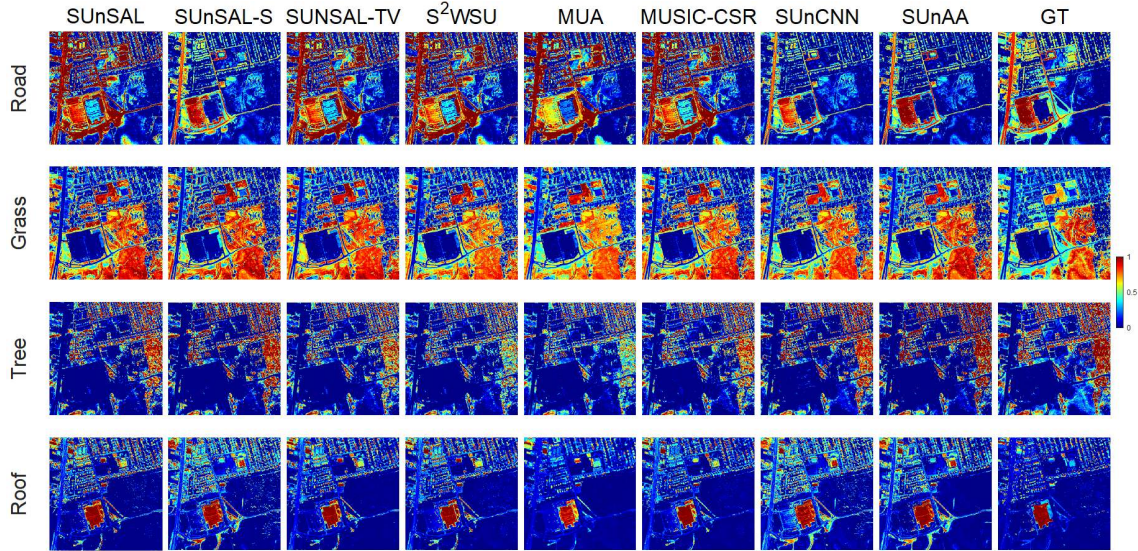 SUnSAL SUnSAL-S SUNSAL-TV S²WSU MUA MUSIC-CSR SUnCNN SUnAA GT
Road
Grass
1
0.5
0
Tree
Roof